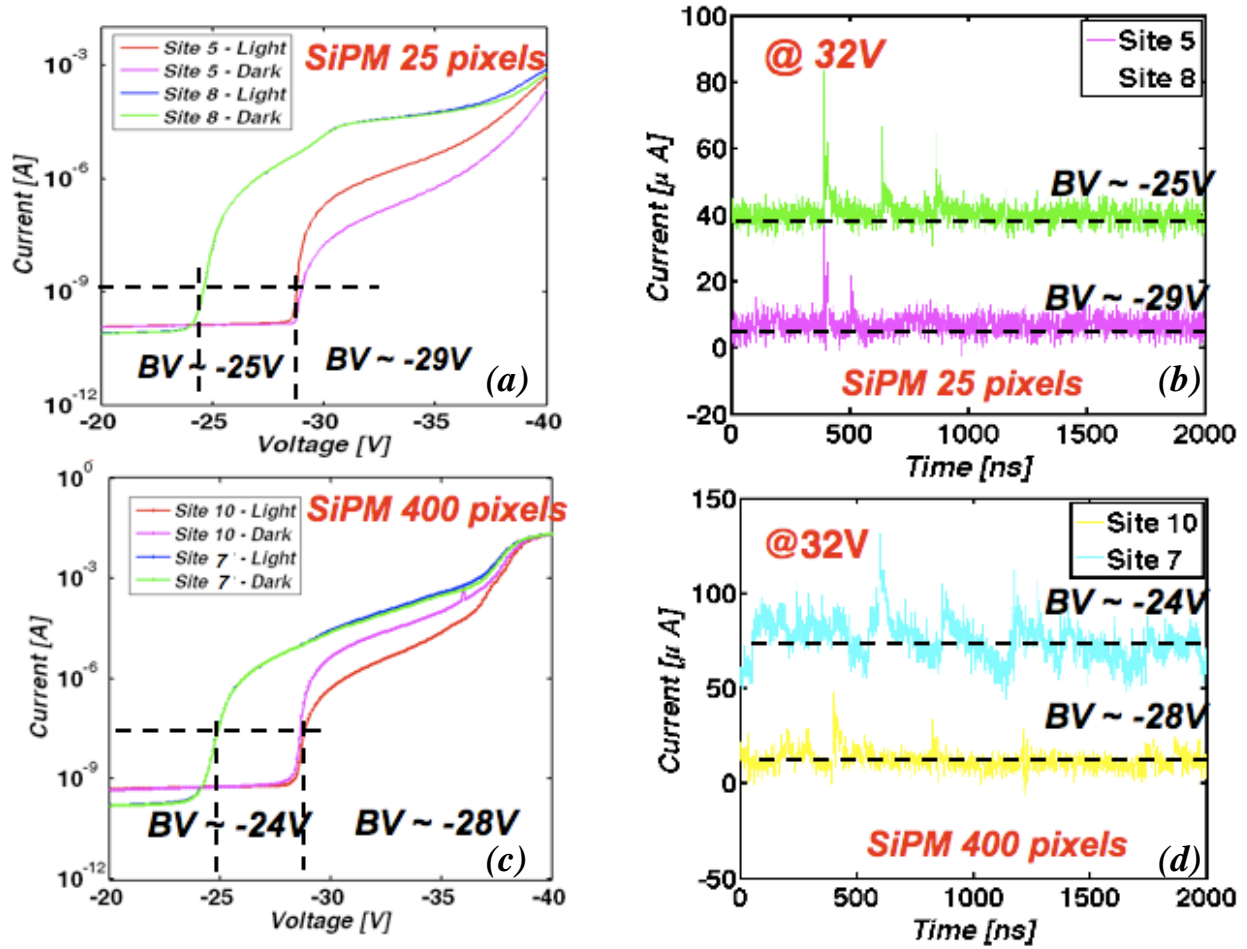 10⁻³
10⁻⁶
10⁻⁹
10⁻¹²
Current [A]
Site 5 - Light
Site 5 - Dark
Site 8 - Light
Site 8 - Dark
SiPM 25 pixels
BV ~ -25V
BV ~ -29V
(a)
-20
-25
-30
-35
-40
Voltage [V]
100
80
60
40
20
0
-20
Current [μ A]
@ 32V
Site 5
Site 8
BV ~ -25V
BV ~ -29V
SiPM 25 pixels
(b)
0
500
1000
1500
2000
Time [ns]
10⁰
10⁻³
10⁻⁶
10⁻⁹
10⁻¹²
Current [A]
Site 10 - Light
Site 10 - Dark
Site 7 - Light
Site 7 - Dark
SiPM 400 pixels
BV ~ -24V
BV ~ -28V
(c)
-20
-25
-30
-35
-40
Voltage [V]
150
100
50
0
-50
Current [μ A]
@32V
Site 10
Site 7
BV ~ -24V
BV ~ -28V
SiPM 400 pixels
(d)
0
500
1000
1500
2000
Time [ns]